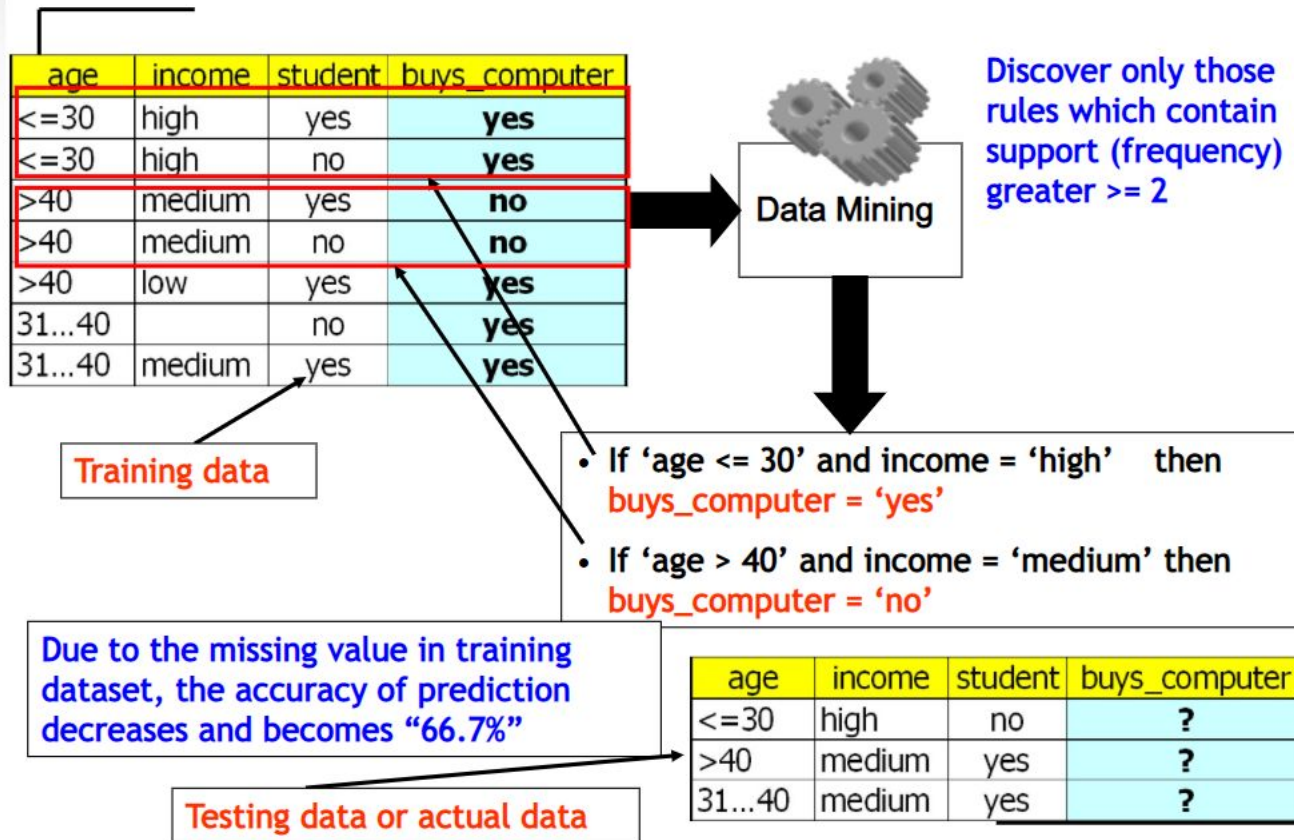 age income student buys_computer
<=30 high yes yes
<=30 high no yes
>40 medium yes no
>40 medium no no
>40 low yes yes
31...40 no yes
31...40 medium yes yes
Data Mining
Discover only those
rules which contain
support (frequency)
greater >= 2
Training data
• If ‘age <= 30’ and income = ‘high’ then
buys_computer = ‘yes’
• If ‘age > 40’ and income = ‘medium’ then
buys_computer = ‘no’
Due to the missing value in training
dataset, the accuracy of prediction
decreases and becomes “66.7%”
age income student buys_computer
<=30 high no ?
>40 medium yes ?
31...40 medium yes ?
Testing data or actual data